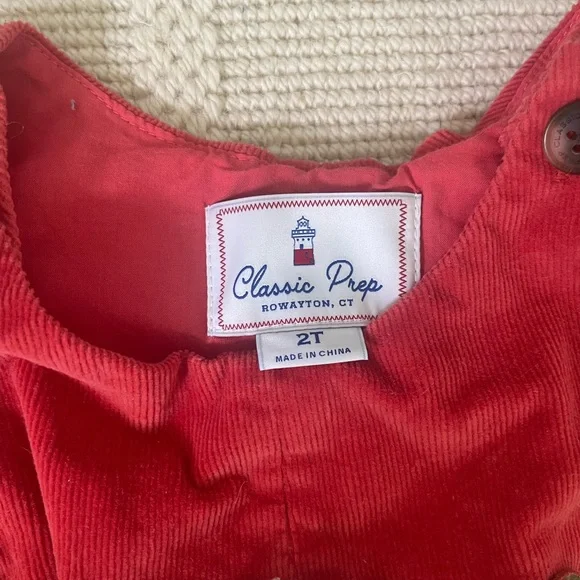 Classic Prep
ROWAYTON, CT
2T
MADE IN CHINA